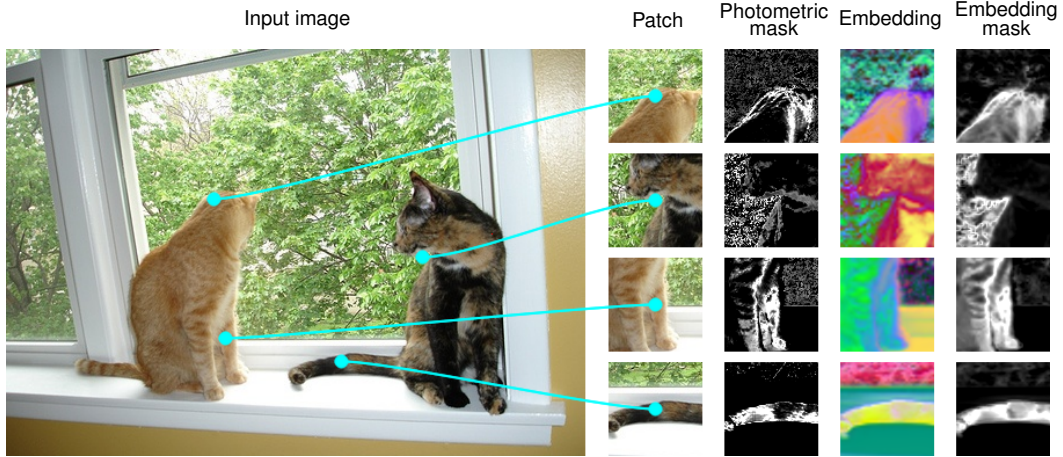 Input image
Patch
Photometric
mask
Embedding
Embedding
mask